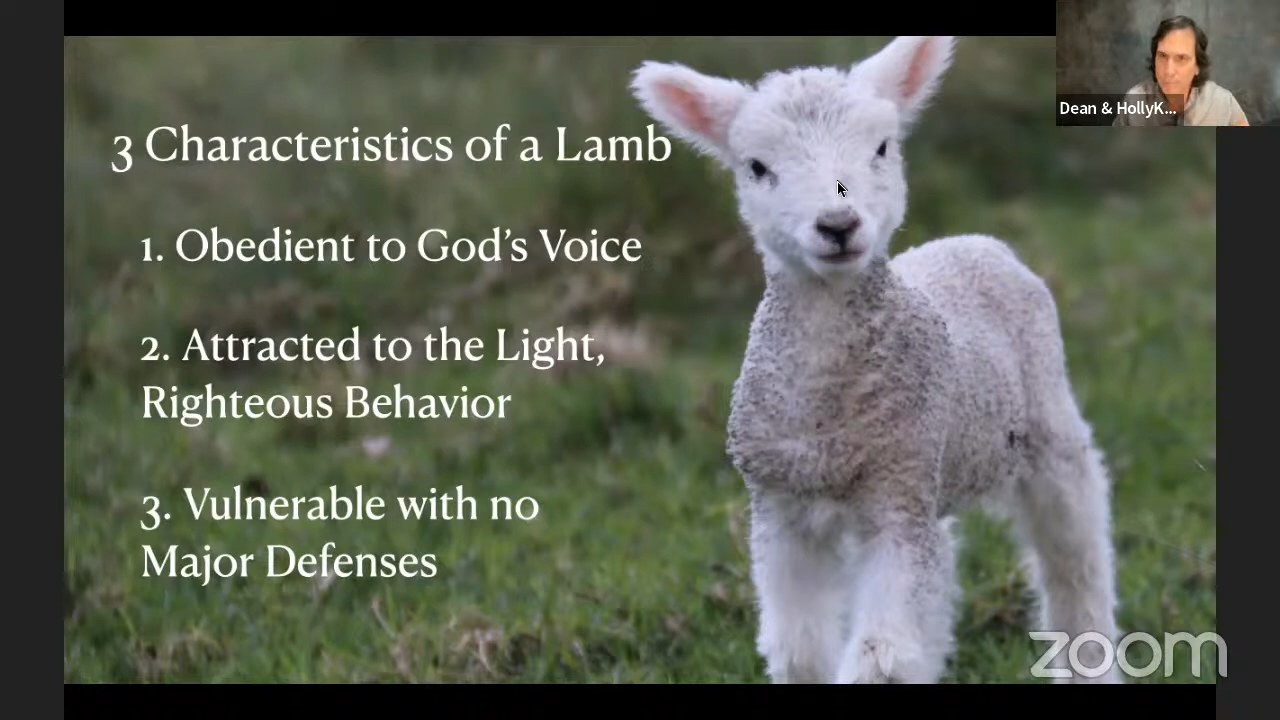 Dean & HollyK...
3 Characteristics of a Lamb
1. Obedient to God’s Voice
2. Attracted to the Light,
Righteous Behavior
3. Vulnerable with no
Major Defenses
zoom